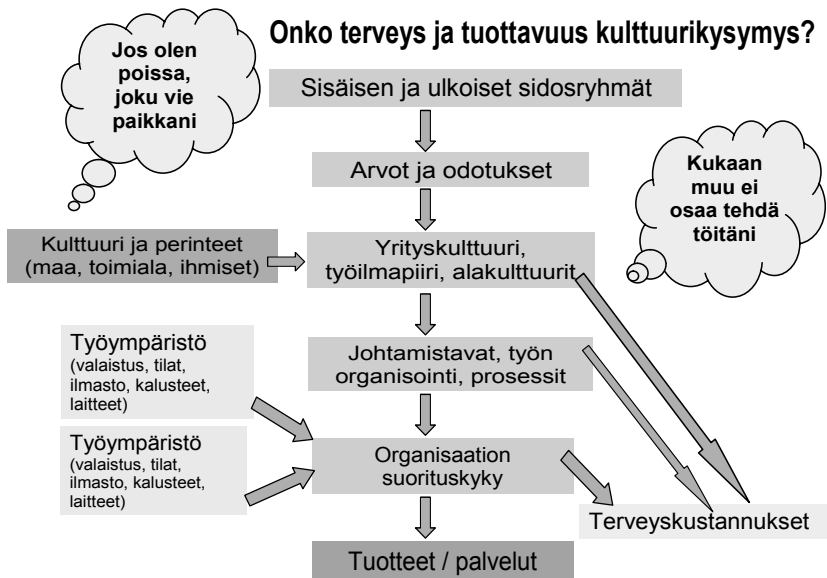 Onko terveys ja tuottavuus kulttuurikysymys?
Jos olen
poissa,
joku vie
paikkani
Sisäisen ja ulkoiset sidosryhmät
Arvot ja odotukset
Kukaan
muu ei
osaa tehdä
töitäni
Kulttuuri ja perinteet
(maa, toimiala, ihmiset)
Yrityskulttuuri,
työilmapiiri, alakulttuurit
Johtamistavat, työn
organisointi, prosessit
Työympäristö
(valaistus, tilat,
ilmasto, kalusteet,
laitteet)
Työympäristö
(valaistus, tilat,
ilmasto, kalusteet,
laitteet)
Organisaation
suorituskyky
Terveyskustannukset
Tuotteet / palvelut